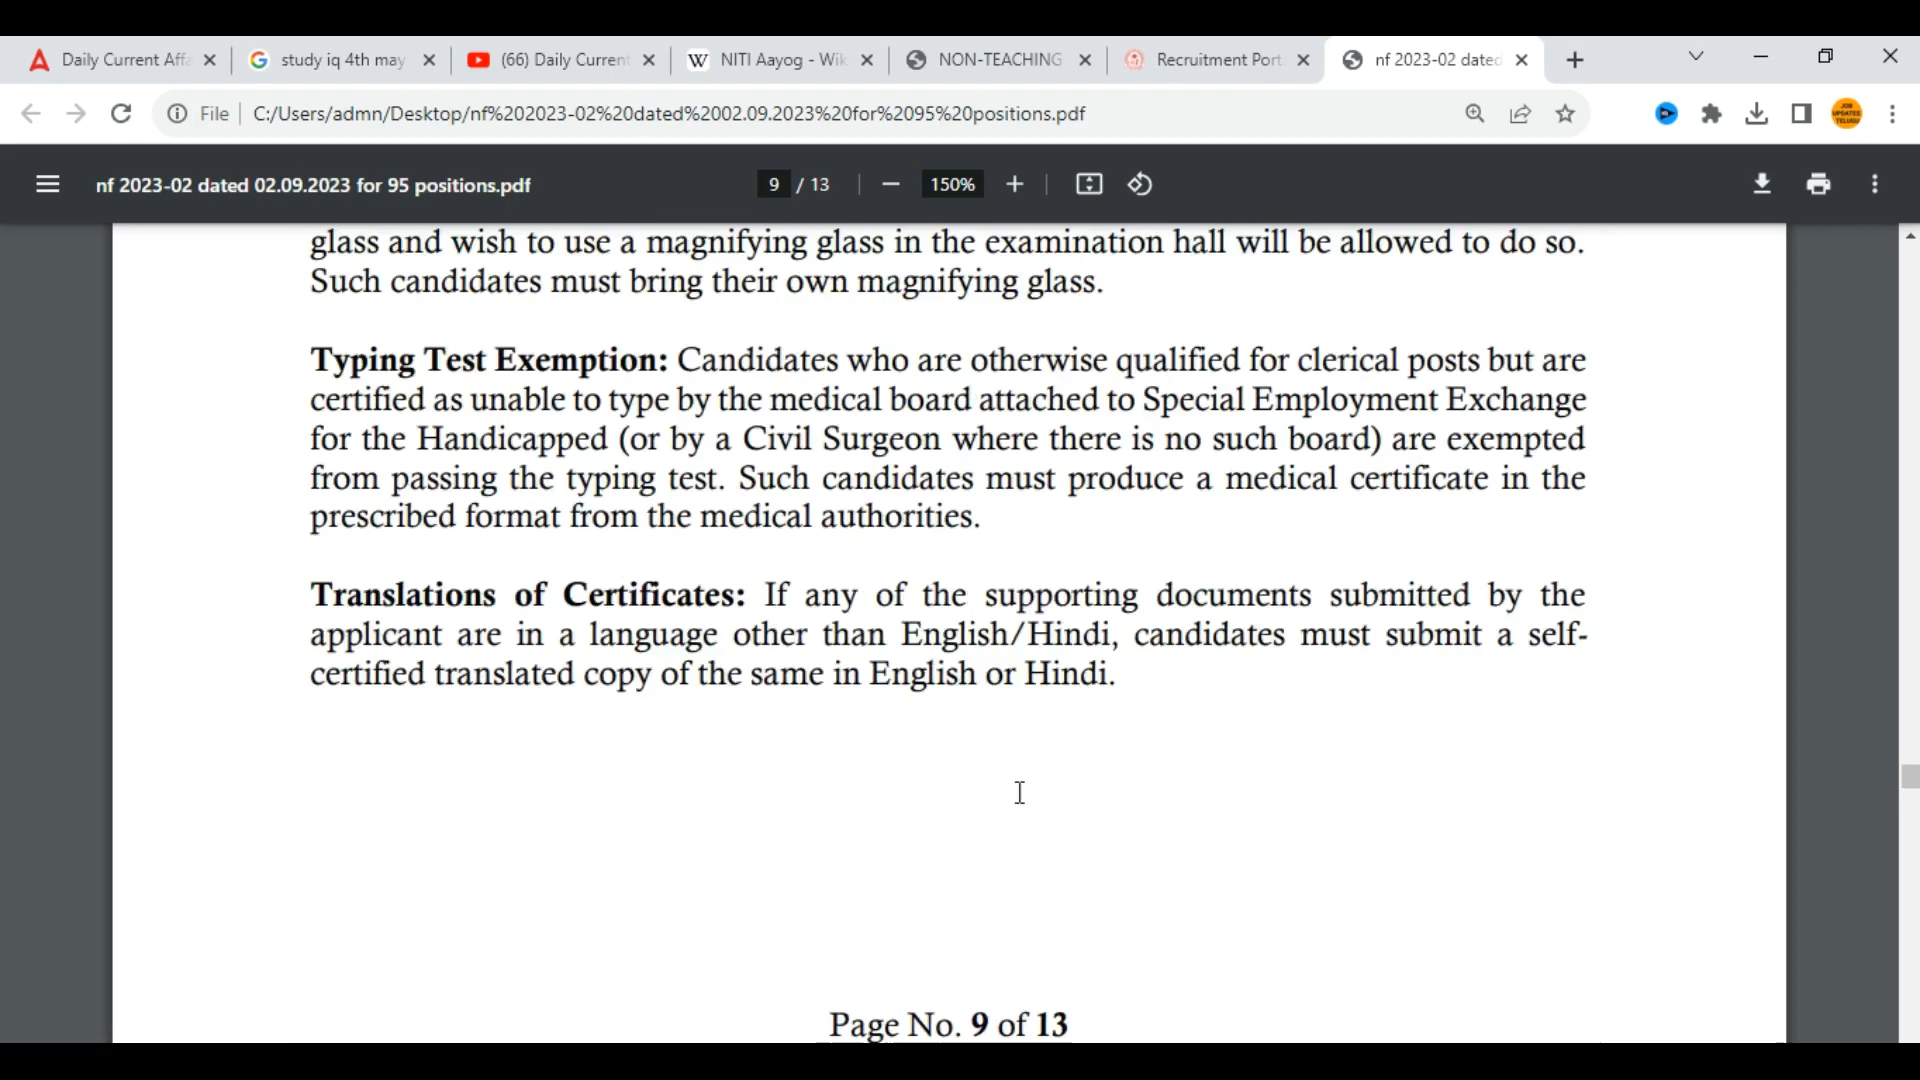 Daily Current Affa
study iq 4th may
(66) Daily Current
NITI Aayog - Wik
NON-TEACHING
Recruitment Port
nf 2023-02 dated
File
C:/Users/admn/Desktop/nf%202023-02%20dated%2002.09.2023%20for%2095%20positions.pdf
JOB UPDATES TELUGU
nf 2023-02 dated 02.09.2023 for 95 positions.pdf
9 / 13
150%
glass and wish to use a magnifying glass in the examination hall will be allowed to do so.
Such candidates must bring their own magnifying glass.
Typing Test Exemption: Candidates who are otherwise qualified for clerical posts but are
certified as unable to type by the medical board attached to Special Employment Exchange
for the Handicapped (or by a Civil Surgeon where there is no such board) are exempted
from passing the typing test. Such candidates must produce a medical certificate in the
prescribed format from the medical authorities.
Translations of Certificates: If any of the supporting documents submitted by the
applicant are in a language other than English/Hindi, candidates must submit a self-
certified translated copy of the same in English or Hindi.
Page No. 9 of 13